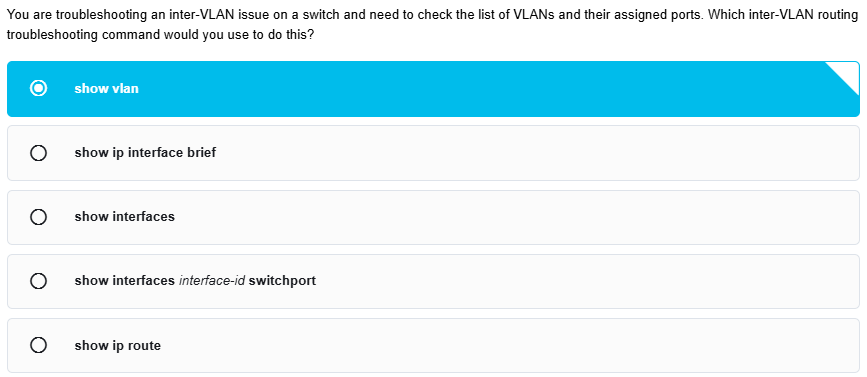 You are troubleshooting an inter-VLAN issue on a switch and need to check the list of VLANs and their assigned ports. Which inter-VLAN routing
troubleshooting command would you use to do this?
show vlan
show ip interface brief
show interfaces
show interfaces interface-id switchport
show ip route